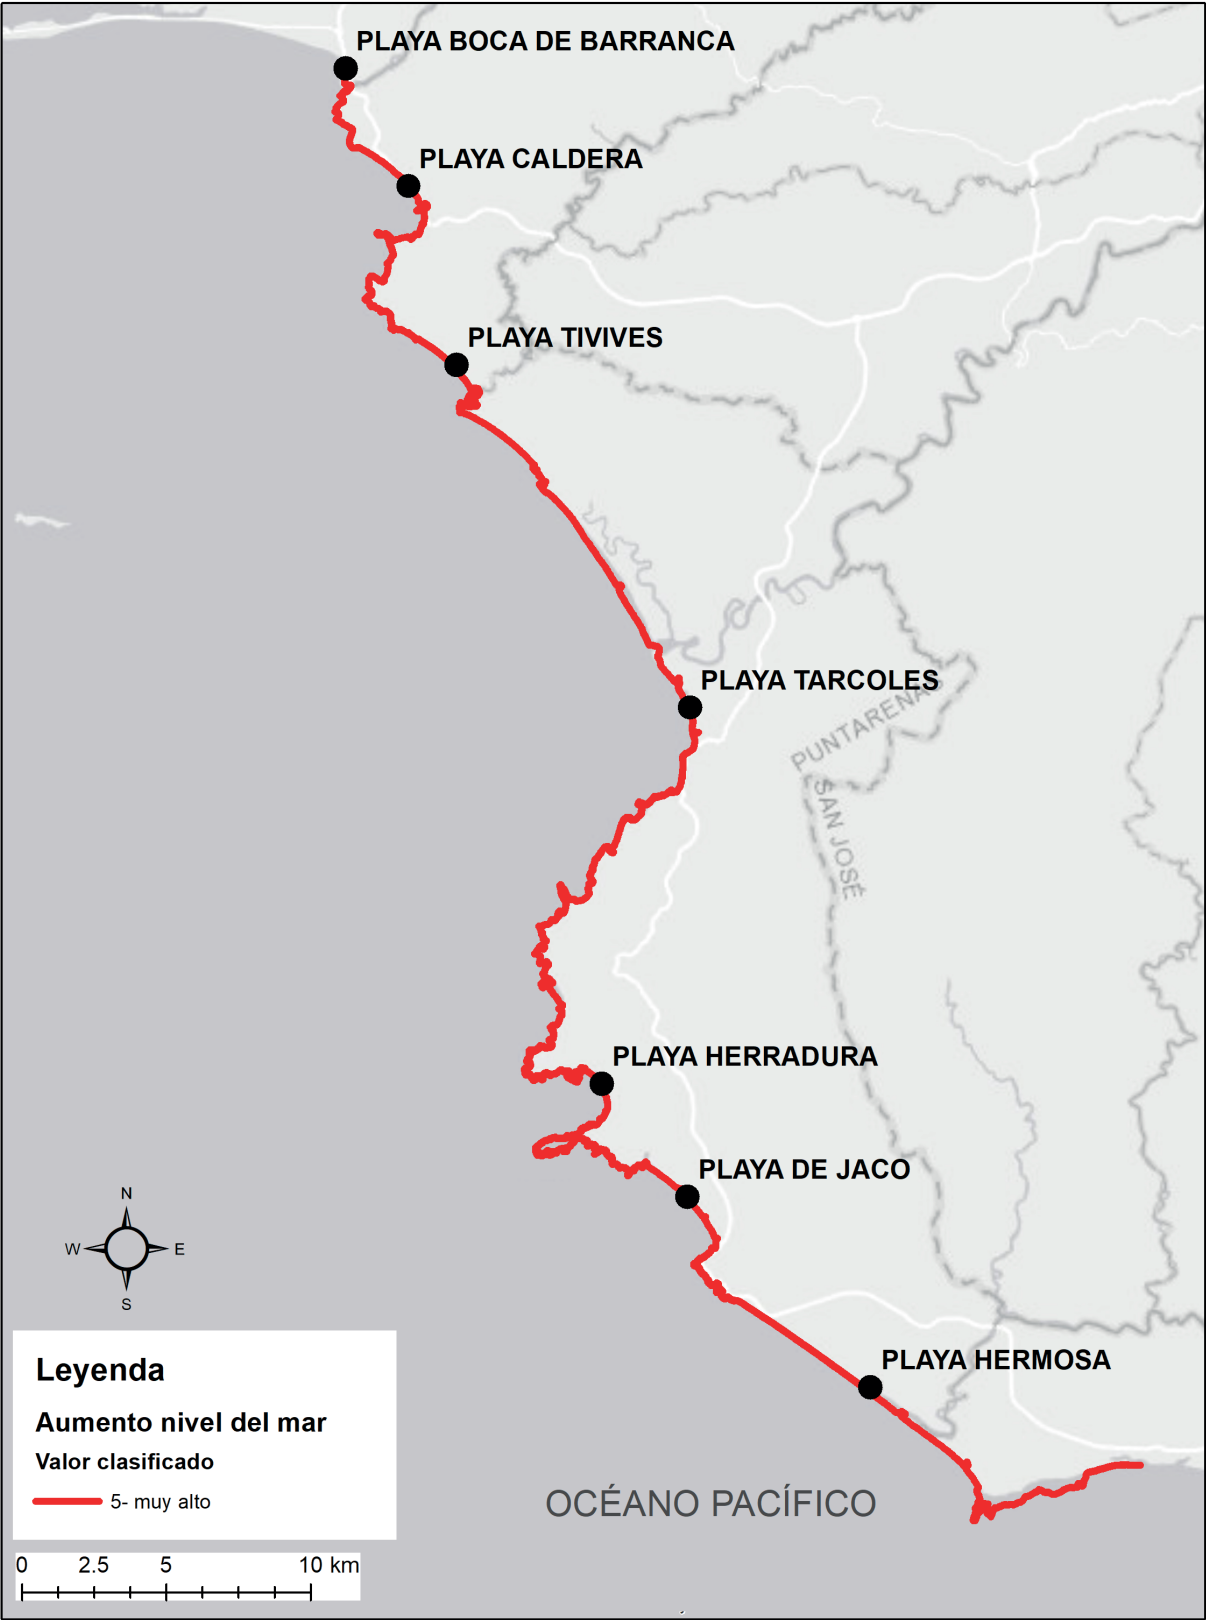 PLAYA BOCA DE BARRANCA
PLAYA CALDERA
PLAYA TIVIVES
PLAYA TARCOLES
PUNTARENA
SAN JOSÉ
PLAYA HERRADURA
PLAYA DE JACO
N
W
E
S
PLAYA HERMOSA
Leyenda
Aumento nivel del mar
Valor clasificado
5- muy alto
OCÉANO PACÍFICO
0 2.5 5 10 km